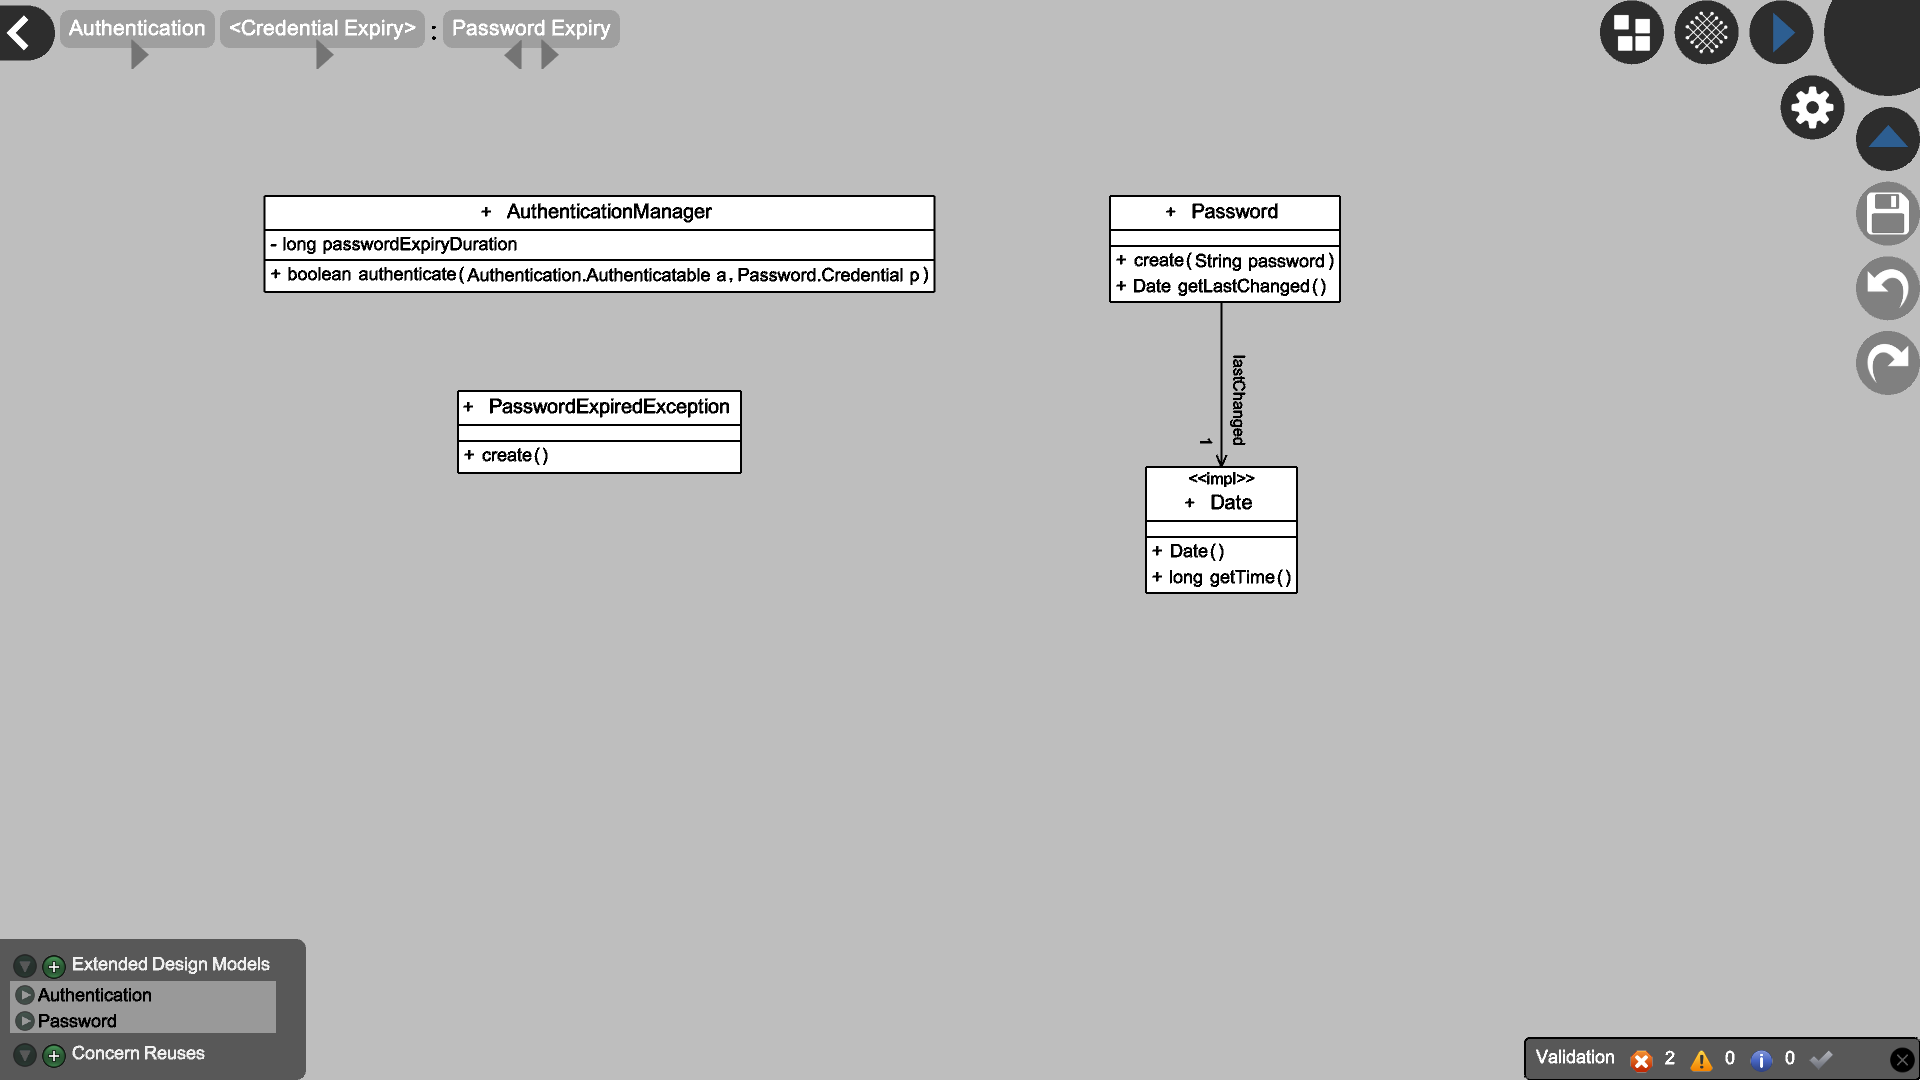 Authentication <Credential Expiry> : Password Expiry
+ AuthenticationManager
- long passwordExpiryDuration
+ boolean authenticate(Authentication.Authenticatable a, Password.Credential p)
+ Password
+ create(String password)
+ Date getLastChanged()
+ PasswordExpiredException
+ create()
lastChanged
1
<<impl>>
+ Date
+ Date()
+ long getTime()
Extended Design Models
Authentication
Password
Concern Reuses
Validation 2 0 0